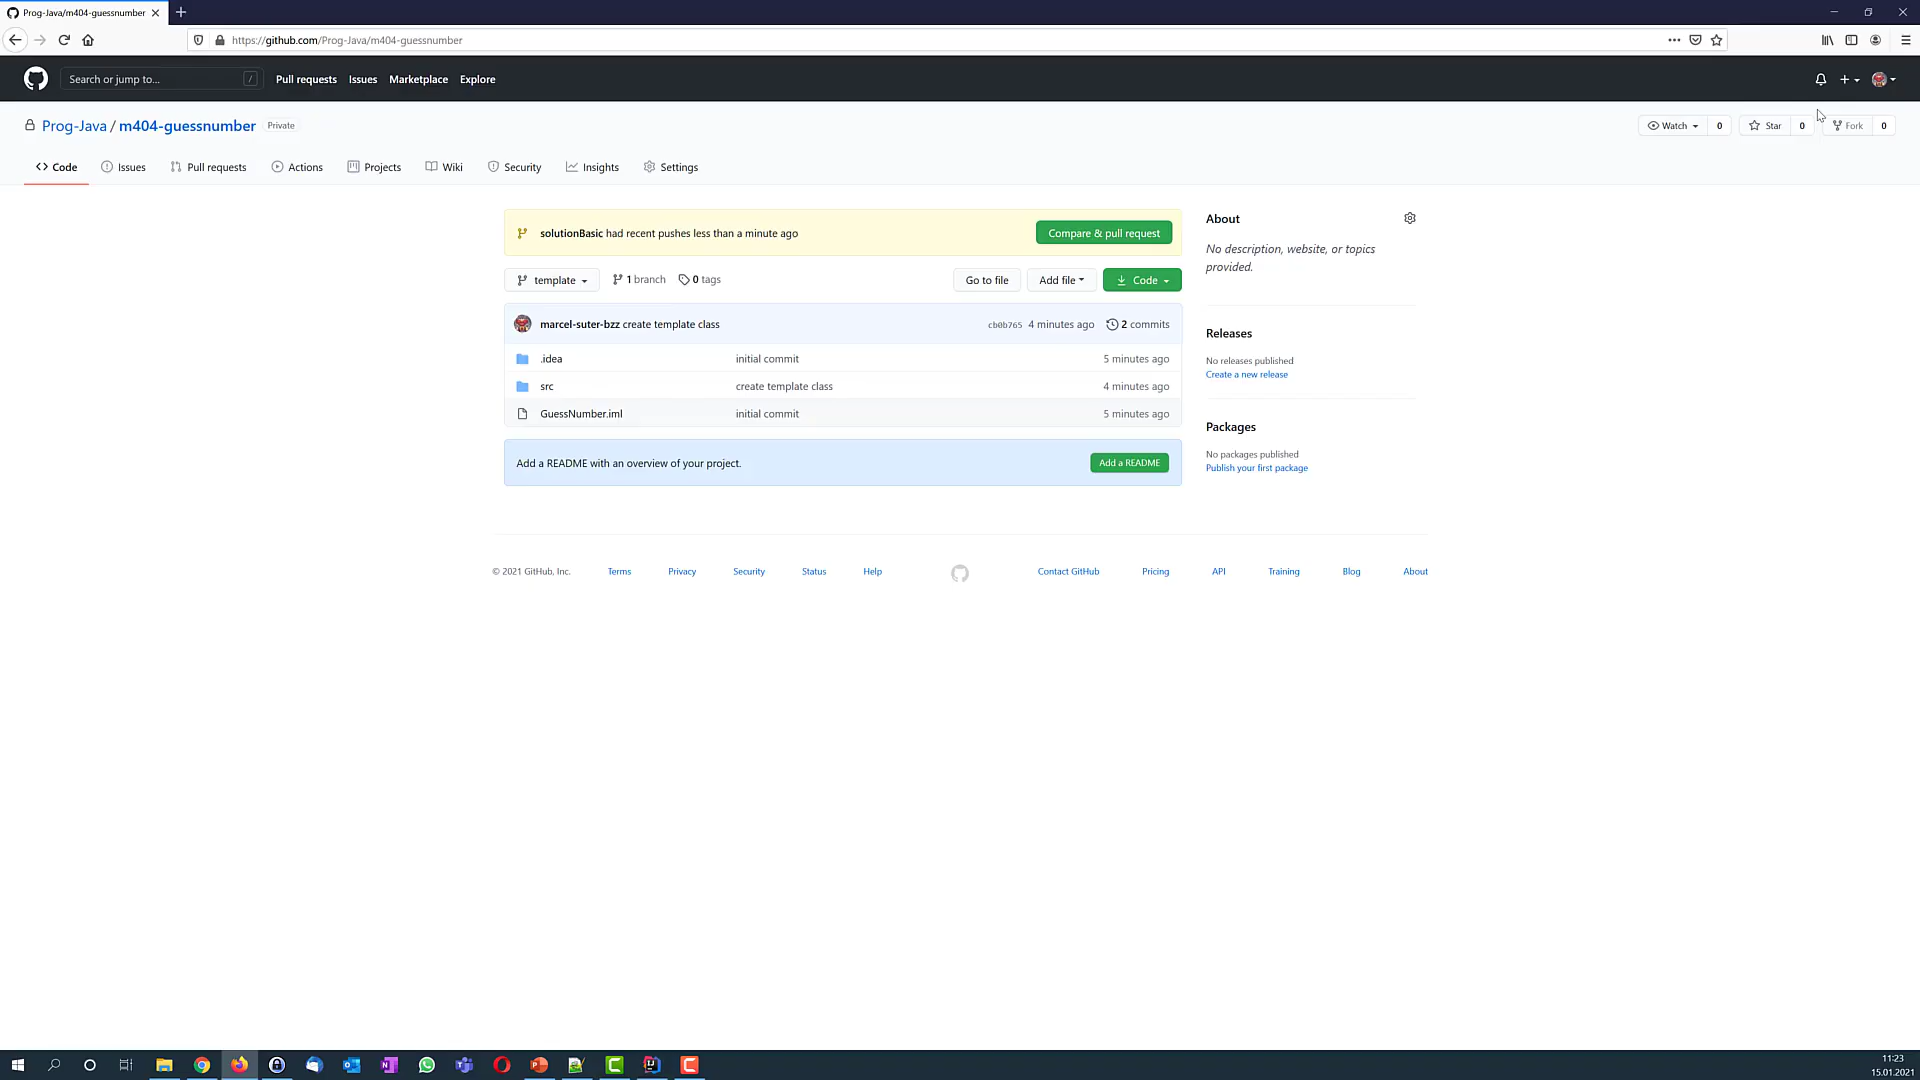 Prog-Java/m404-guessnumber
https://github.com/Prog-Java/m404-guessnumber
Search or jump to... /
Pull requests Issues Marketplace Explore
Prog-Java / m404-guessnumber Private
Watch 0 Star 0 Fork 0
Code Issues Pull requests Actions Projects Wiki Security Insights Settings
solutionBasic had recent pushes less than a minute ago Compare & pull request
template 1 branch 0 tags Go to file Add file Code
marcel-suter-bzz create template class cb0b765 4 minutes ago 2 commits
.idea initial commit 5 minutes ago
src create template class 4 minutes ago
GuessNumber.iml initial commit 5 minutes ago
Add a README with an overview of your project. Add a README
About
No description, website, or topics
provided.
Releases
No releases published
Create a new release
Packages
No packages published
Publish your first package
© 2021 GitHub, Inc. Terms Privacy Security Status Help Contact GitHub Pricing API Training Blog About
11:23
15.01.2021